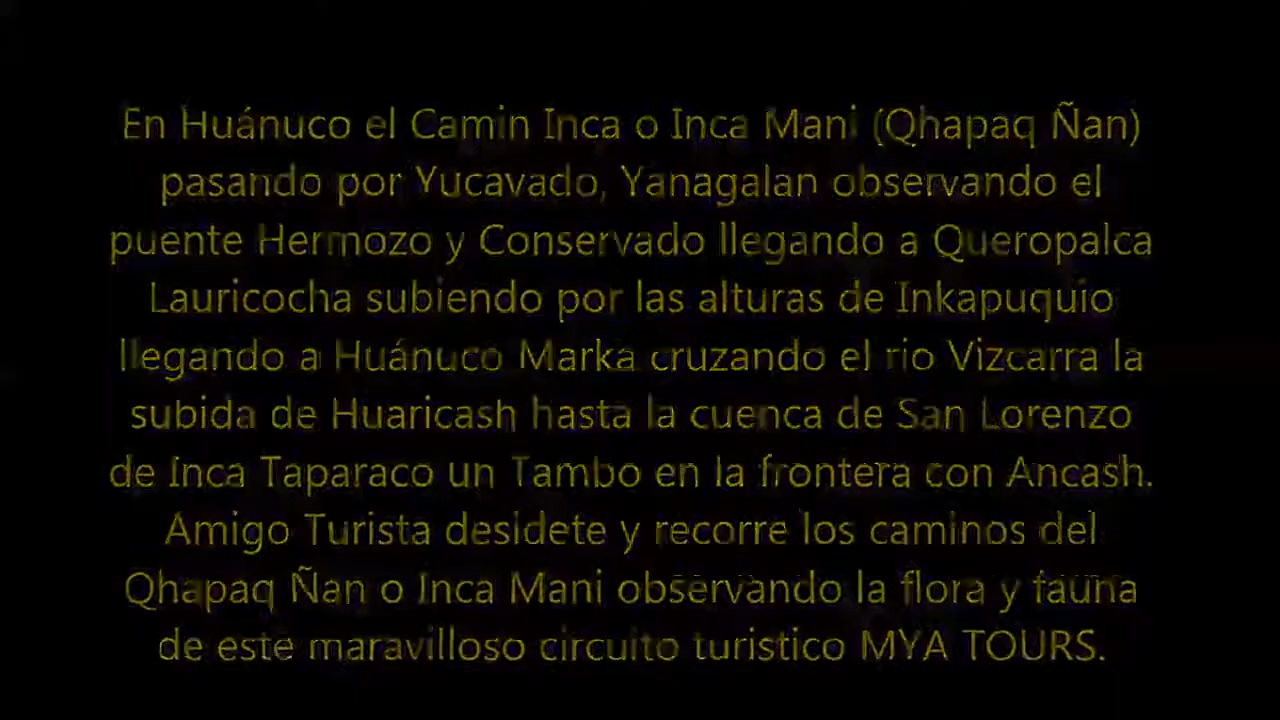 En Huánuco el Camin Inca o Inca Mani (Qhapaq Ñan)
pasando por Yucavado, Yanagalan observando el
puente Hermozo y Conservado llegando a Queropalca
Lauricocha subiendo por las alturas de Inkapuquio
llegando a Huánuco Marka cruzando el rio Vizcarra la
subida de Huaricash hasta la cuenca de San Lorenzo
de Inca Taparaco un Tambo en la frontera con Ancash.
Amigo Turista desidete y recorre los caminos del
Qhapaq Ñan o Inca Mani observando la flora y fauna
de este maravilloso circuito turistico MYA TOURS.